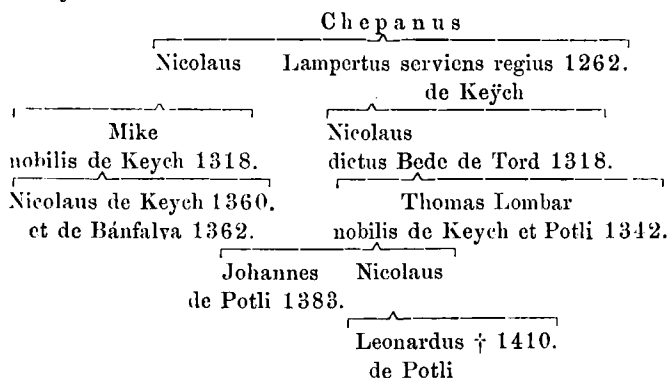 Chepanus
Nicolaus Lampertus serviens regius 1262.
de Keÿch
Mike Nicolaus
nobilis de Keych 1318. dictus Bede de Tord 1318.
Nicolaus de Keych 1360. Thomas Lombar
et de Bánfalva 1362. nobilis de Keych et Potli 1342.
Johannes Nicolaus
de Potli 1383.
Leonardus † 1410.
de Potli